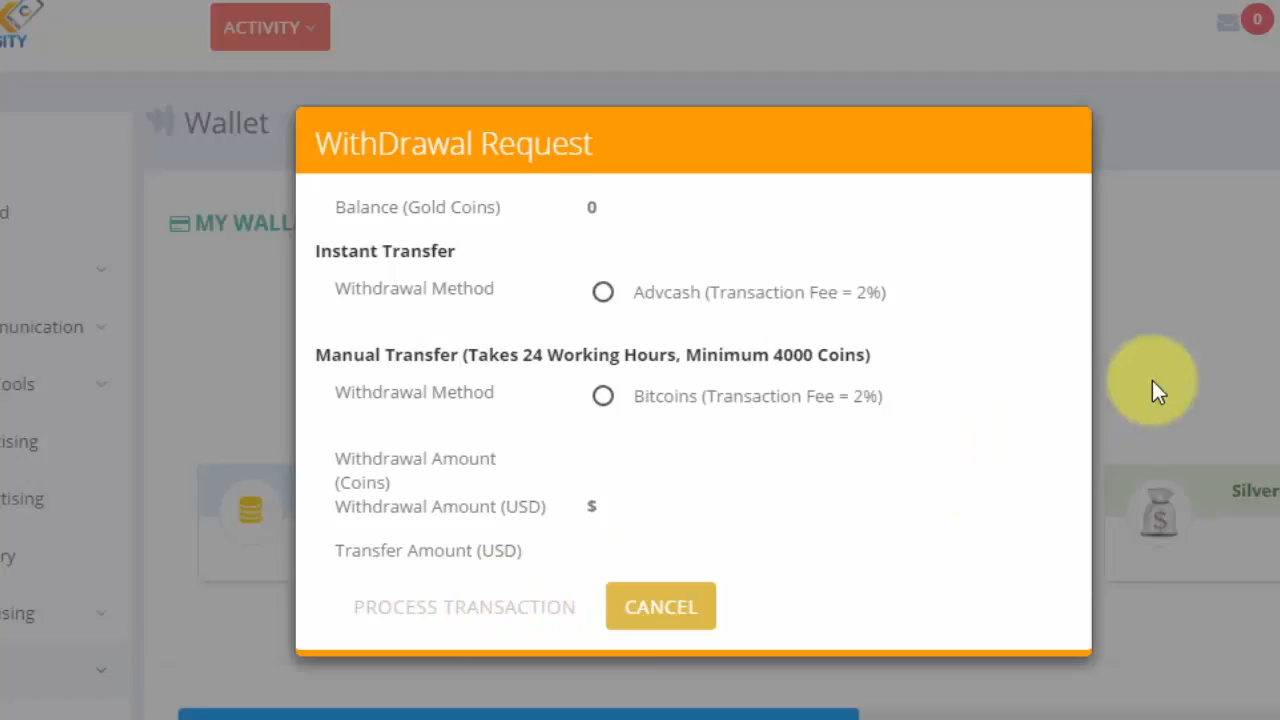 SITY
ACTIVITY
0
Wallet
WithDrawal Request
d
Balance (Gold Coins) 0
MY WALL
Instant Transfer
Withdrawal Method Advcash (Transaction Fee = 2%)
munication
Manual Transfer (Takes 24 Working Hours, Minimum 4000 Coins)
ools
Withdrawal Method Bitcoins (Transaction Fee = 2%)
ising
Withdrawal Amount
(Coins)
Silver
tising
Withdrawal Amount (USD) $
Transfer Amount (USD)
ry
PROCESS TRANSACTION CANCEL
ising